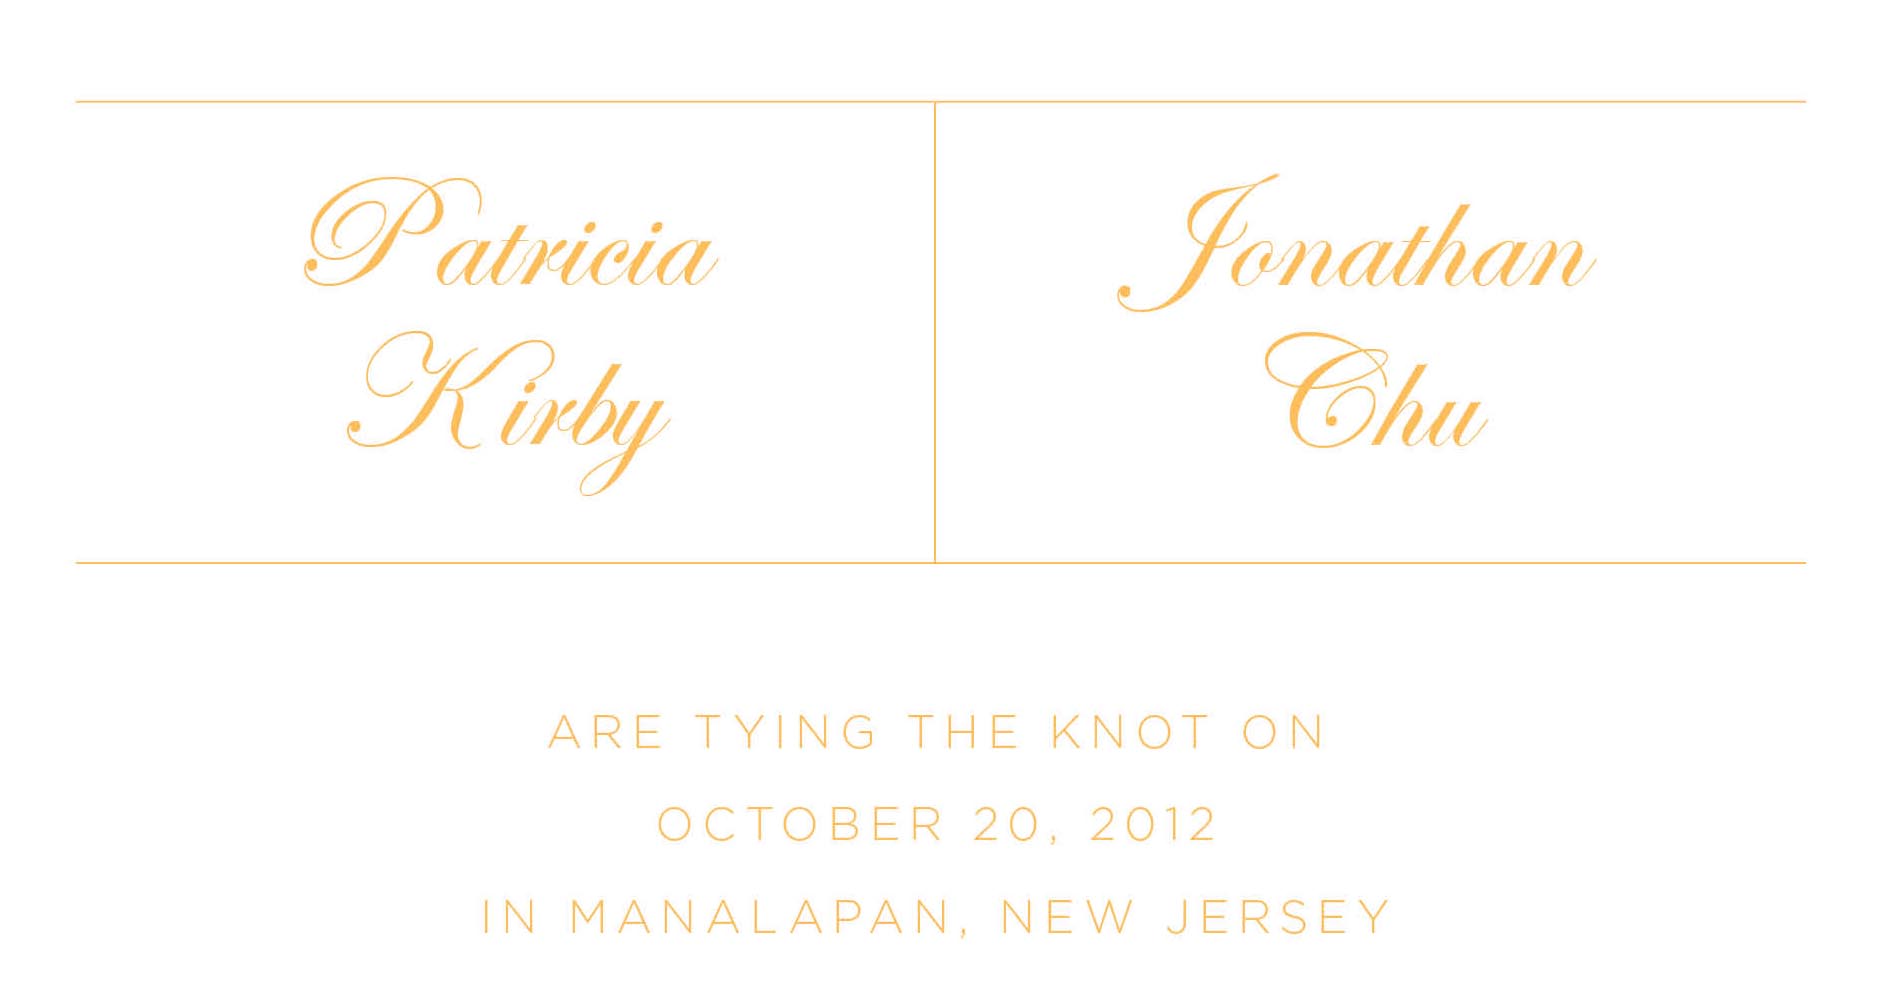 Patricia
Kirby
Jonathan
Chu
ARE TYING THE KNOT ON
OCTOBER 20, 2012
IN MANALAPAN, NEW JERSEY